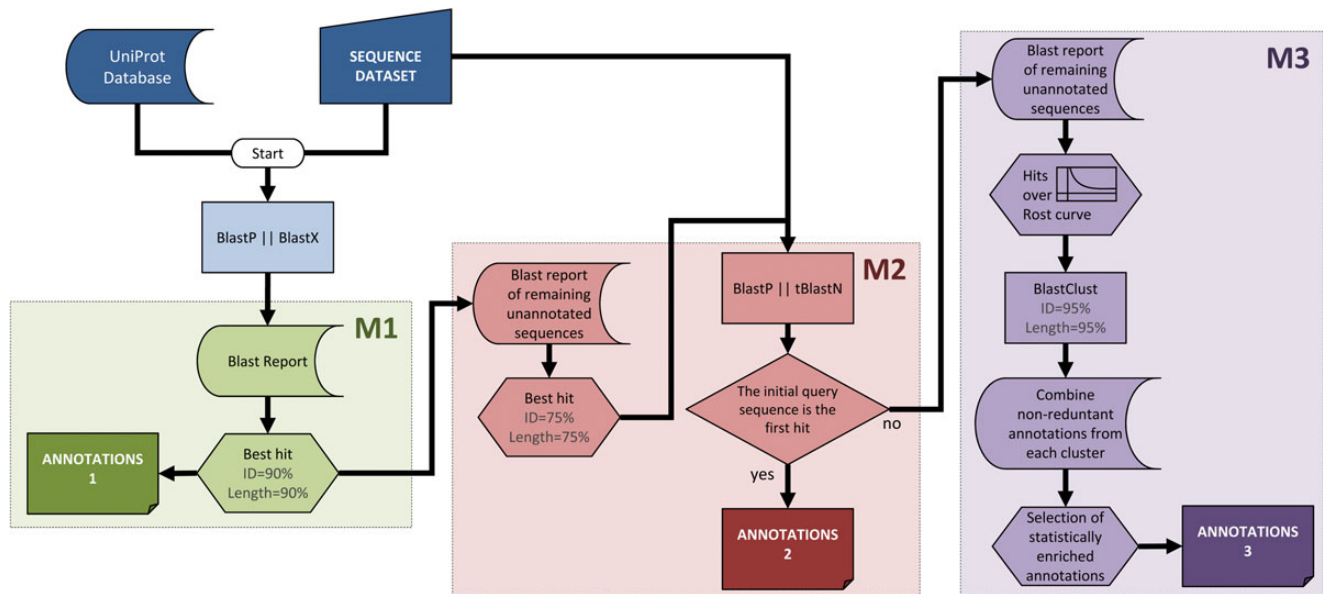 UniProt
Database
SEQUENCE
DATASET
Start
BlastP || BlastX
M1
Blast Report
Best hit
ID=90%
Length=90%
ANNOTATIONS
1
M2
Blast report
of remaining
unannotated
sequences
Best hit
ID=75%
Length=75%
BlastP || tBlastN
The initial query
sequence is the
first hit
no
yes
ANNOTATIONS
2
M3
Blast report
of remaining
unannotated
sequences
Hits
over
Rost curve
BlastClust
ID=95%
Length=95%
Combine
non-reduntant
annotations from
each cluster
Selection of
statistically
enriched
annotations
ANNOTATIONS
3